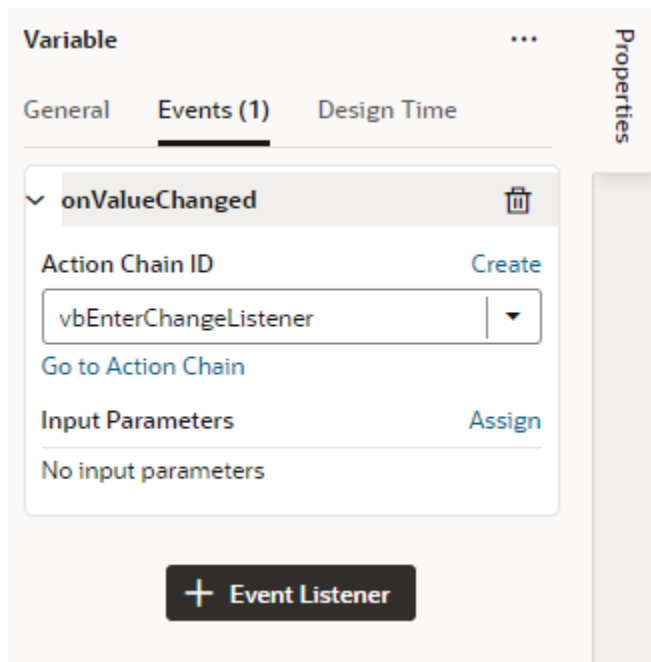 Variable ...
General Events (1) Design Time
onValueChanged
Action Chain ID Create
vbEnterChangeListener
Go to Action Chain
Input Parameters Assign
No input parameters
+ Event Listener
Properties